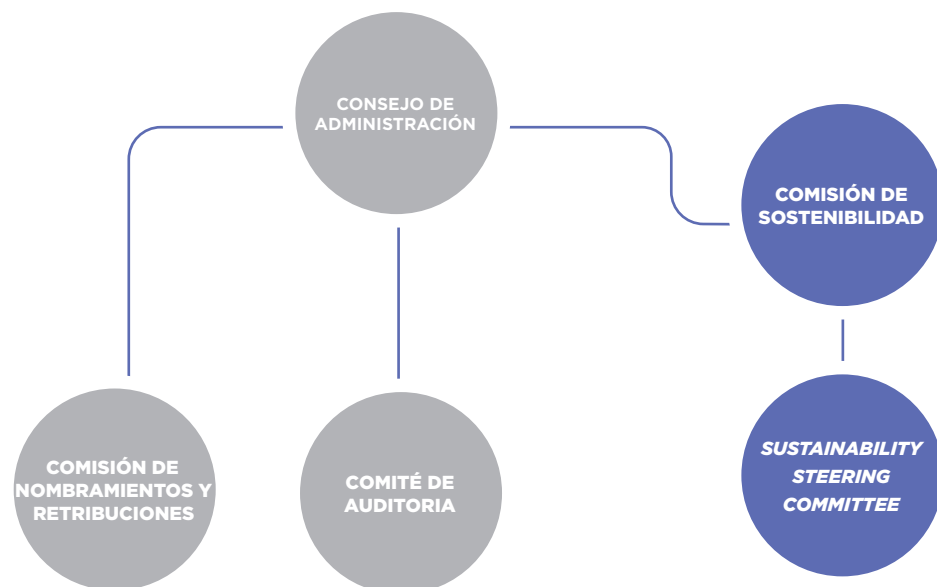 CONSEJO DE
ADMINISTRACIÓN
COMISIÓN DE
SOSTENIBILIDAD
COMISIÓN DE
NOMBRAMIENTOS Y
RETRIBUCIONES
COMITÉ DE
AUDITORIA
SUSTAINABILITY
STEERING
COMMITTEE